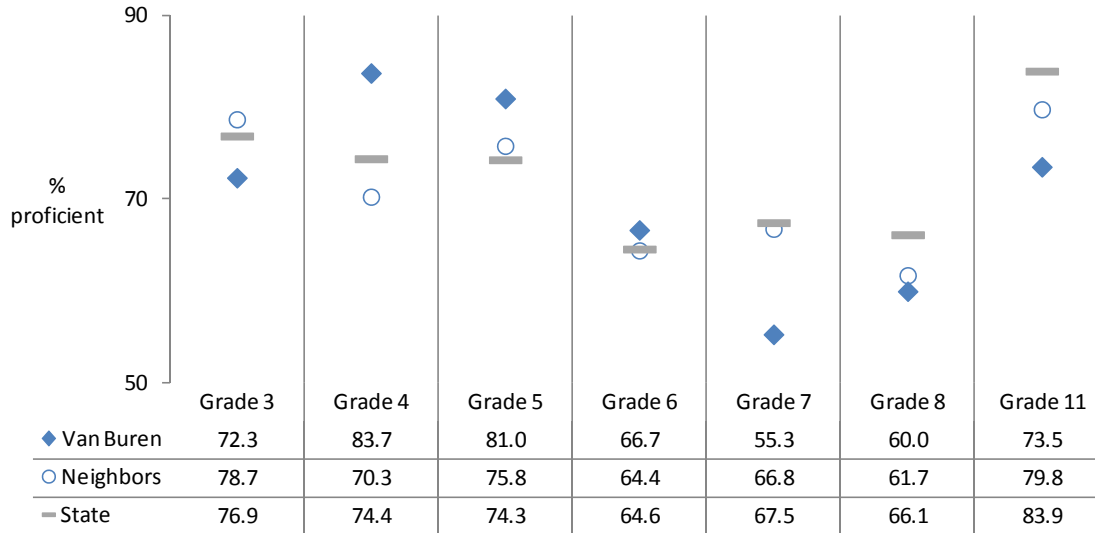 90
%
proficient
70
50
Grade 3 Grade 4 Grade 5 Grade 6 Grade 7 Grade 8 Grade 11
Van Buren 72.3 83.7 81.0 66.7 55.3 60.0 73.5
Neighbors 78.7 70.3 75.8 64.4 66.8 61.7 79.8
State 76.9 74.4 74.3 64.6 67.5 66.1 83.9